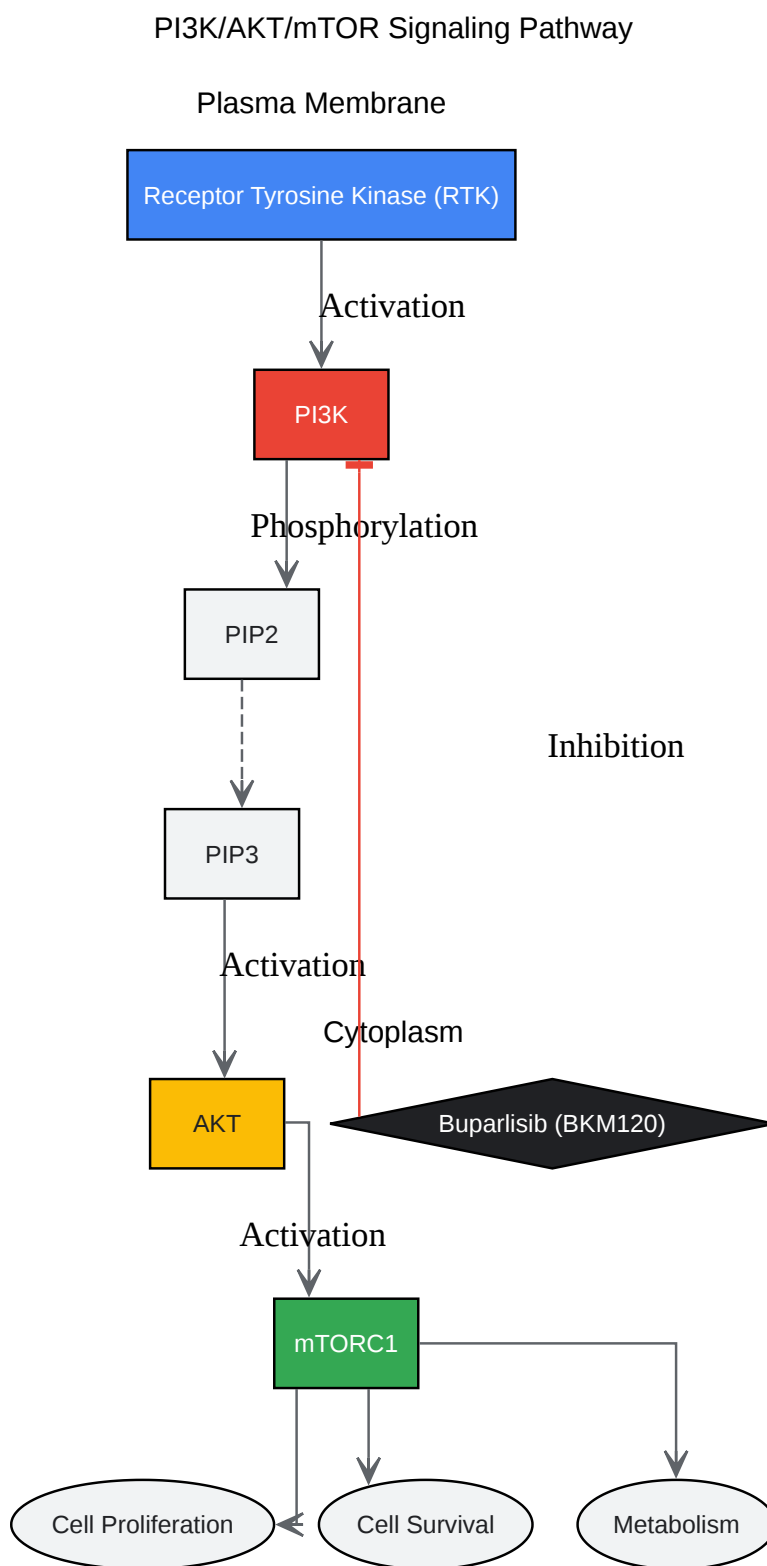 PI3K/AKT/mTOR Signaling Pathway
Plasma Membrane
Receptor Tyrosine Kinase (RTK)
Activation
PI3K
Phosphorylation
PIP2
Inhibition
PIP3
Activation
Cytoplasm
AKT
Buparlisib (BKM120)
Activation
mTORC1
Cell Proliferation
Cell Survival
Metabolism